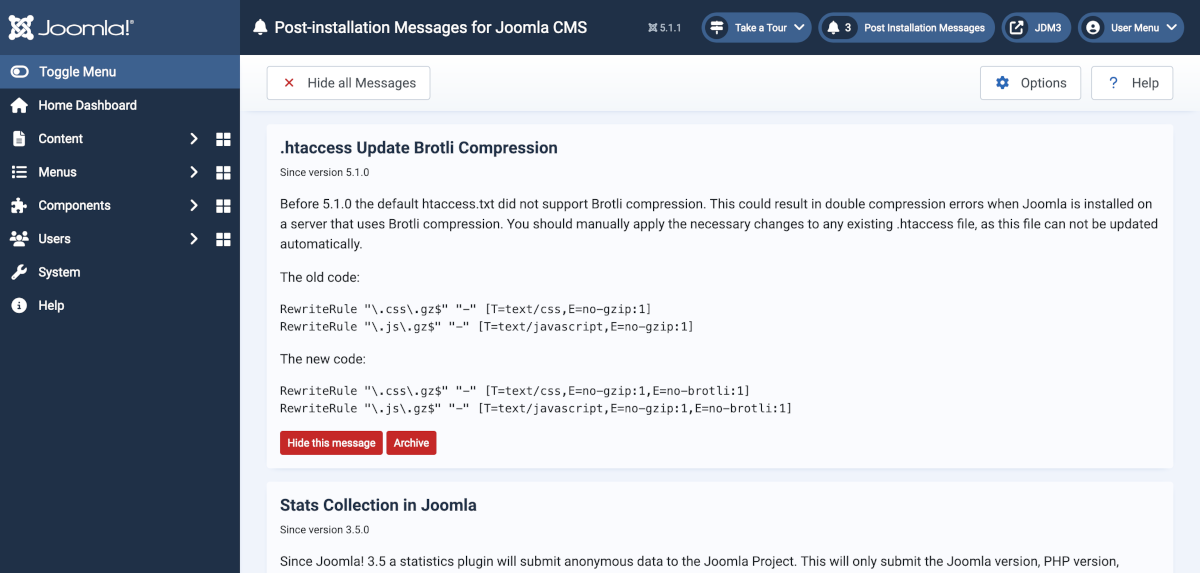 Joomla!®
Post-installation Messages for Joomla CMS
5.1.1
Take a Tour
3 Post Installation Messages
JDM3
User Menu
Toggle Menu
Home Dashboard
Content
Menus
Components
Users
System
Help
Hide all Messages
Options
? Help
.htaccess Update Brotli Compression
Since version 5.1.0
Before 5.1.0 the default htaccess.txt did not support Brotli compression. This could result in double compression errors when Joomla is installed on
a server that uses Brotli compression. You should manually apply the necessary changes to any existing .htaccess file, as this file can not be updated
automatically.
The old code:
RewriteRule "\.css\.gz$" "-" [T=text/css,E=no-gzip:1]
RewriteRule "\.js\.gz$" "-" [T=text/javascript,E=no-gzip:1]
The new code:
RewriteRule "\.css\.gz$" "-" [T=text/css,E=no-gzip:1,E=no-brotli:1]
RewriteRule "\.js\.gz$" "-" [T=text/javascript,E=no-gzip:1,E=no-brotli:1]
Hide this message
Archive
Stats Collection in Joomla
Since version 3.5.0
Since Joomla! 3.5 a statistics plugin will submit anonymous data to the Joomla Project. This will only submit the Joomla version, PHP version,